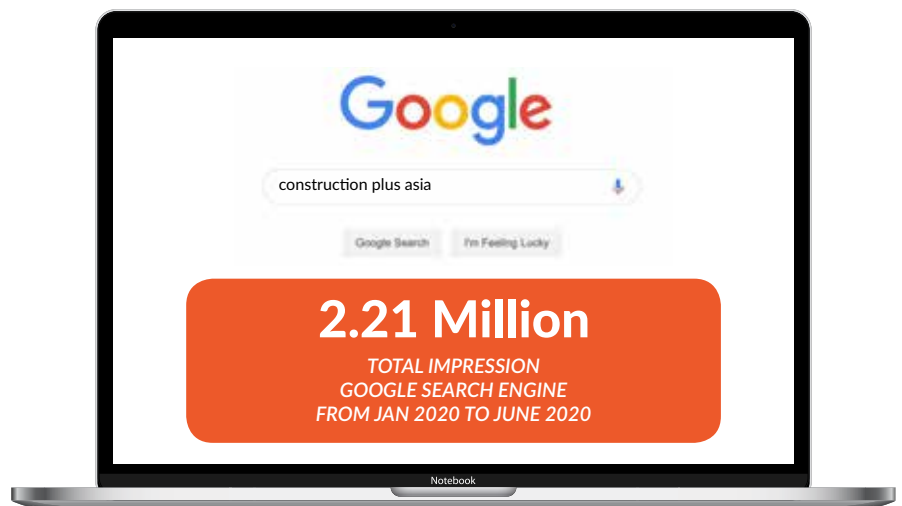 Google
construction plus asia
Google Search
I'm Feeling Lucky
2.21 Million
TOTAL IMPRESSION
GOOGLE SEARCH ENGINE
FROM JAN 2020 TO JUNE 2020
Notebook